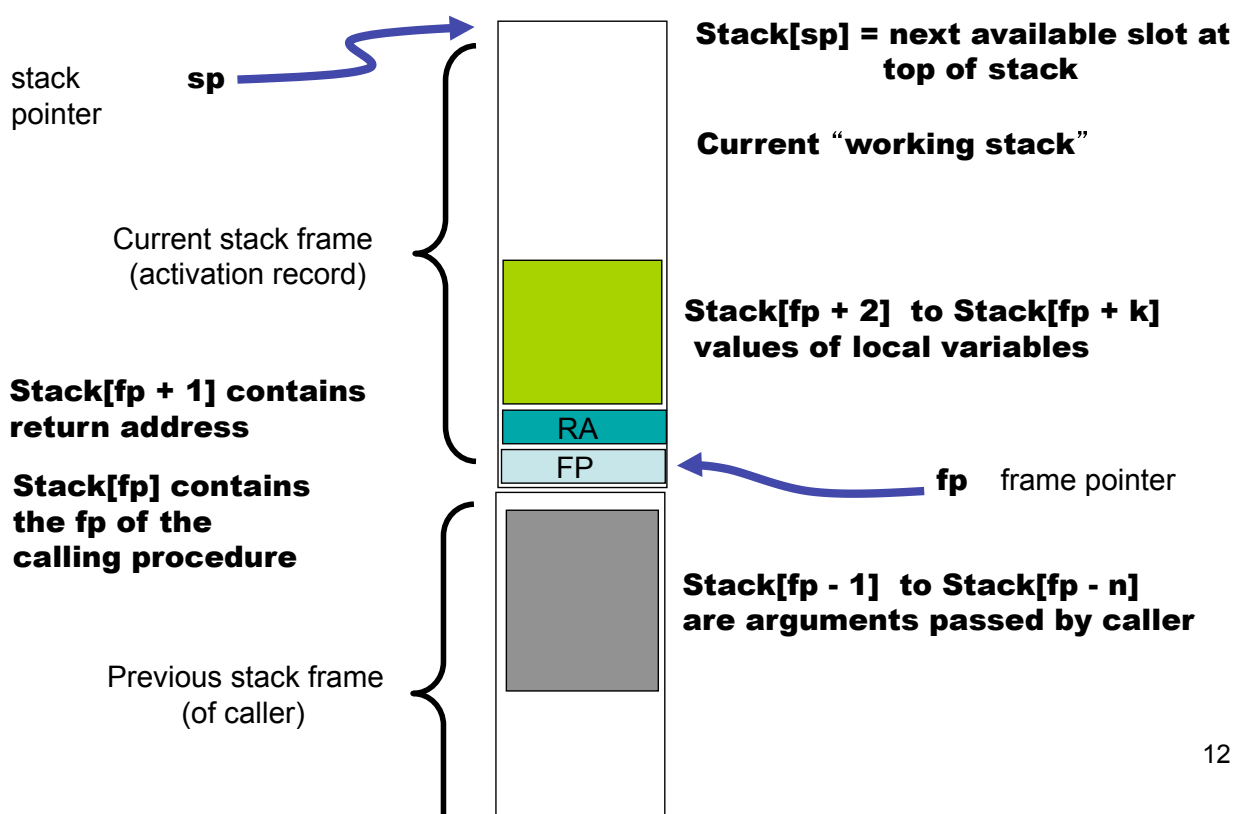 Stack[sp] = next available slot at
top of stack
stack
pointer
sp
Current “working stack”
Current stack frame
(activation record)
Stack[fp + 2]  to Stack[fp + k]
values of local variables
Stack[fp + 1] contains
return address
RA
FP
Stack[fp] contains
the fp of the
calling procedure
fp frame pointer
Stack[fp - 1]  to Stack[fp - n]
are arguments passed by caller
Previous stack frame
(of caller)
12